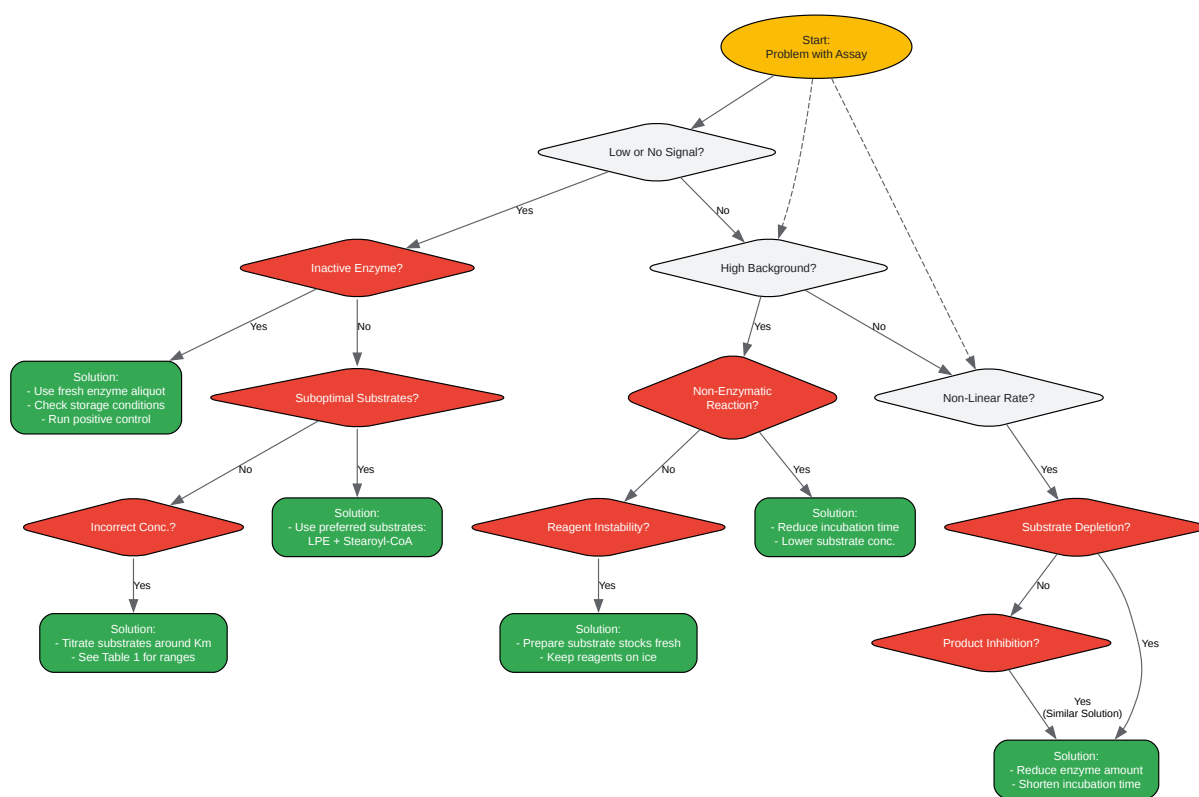 Start:
Problem with Assay
Low or No Signal?
Yes
No
Inactive Enzyme?
High Background?
Yes
No
Yes
No
Solution:
- Use fresh enzyme aliquot
- Check storage conditions
- Run positive control
Suboptimal Substrates?
Non-Enzymatic
Reaction?
Non-Linear Rate?
No
Yes
No
Yes
Yes
Incorrect Conc.?
Solution:
- Use preferred substrates:
LPE + Stearoyl-CoA
Reagent Instability?
Solution:
- Reduce incubation time
- Lower substrate conc.
Substrate Depletion?
Yes
Yes
No
Yes
Solution:
- Titrate substrates around Km
- See Table 1 for ranges
Solution:
- Prepare substrate stocks fresh
- Keep reagents on ice
Product Inhibition?
Yes
(Similar Solution)
Solution:
- Reduce enzyme amount
- Shorten incubation time